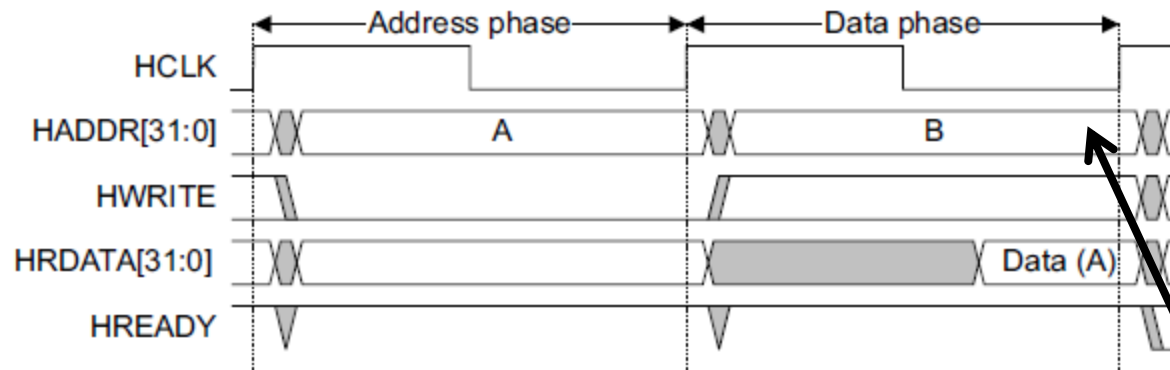 Address phase Data phase
HCLK
HADDR[31:0] A B
HWRITE
HRDATA[31:0] Data (A)
HREADY